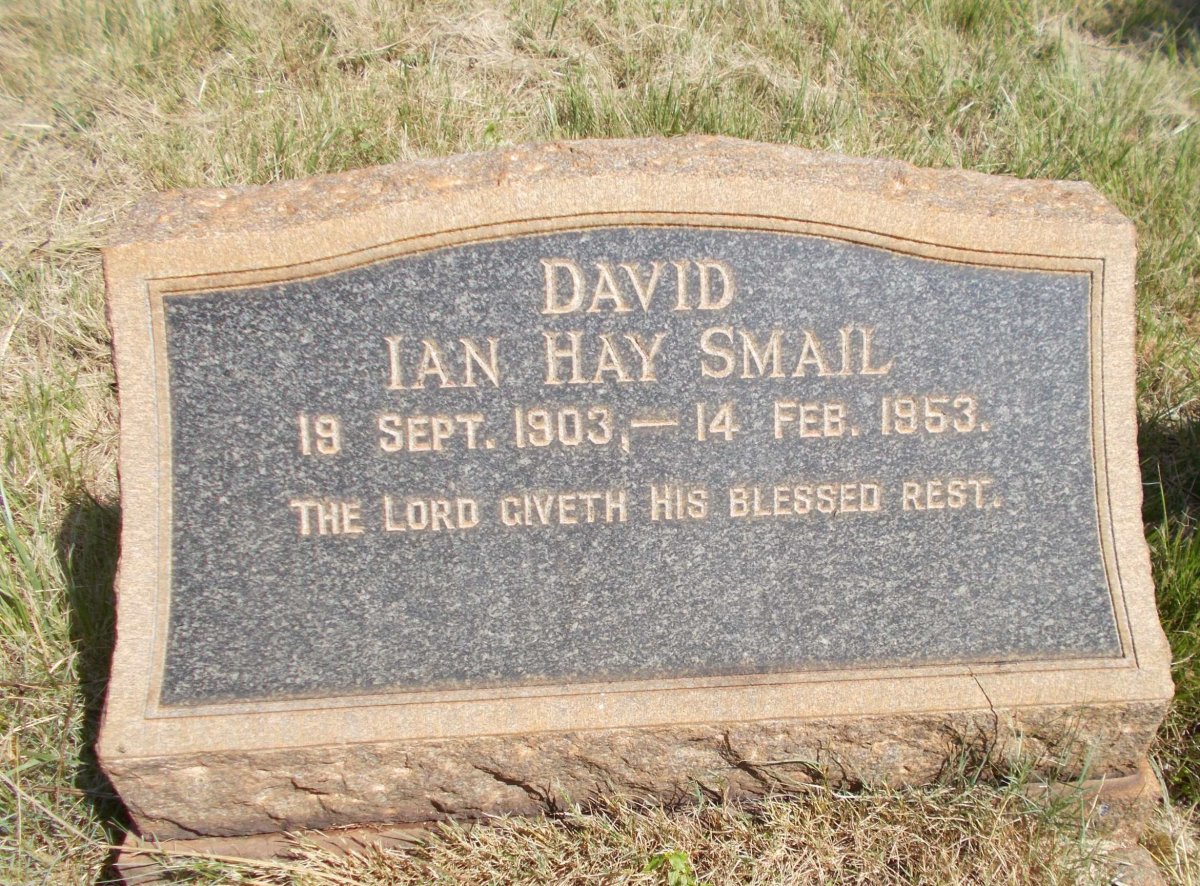 DAVID
IAN HAY SMAIL
19 SEPT. 1903,— 14 FEB. 1953.
THE LORD GIVETH HIS BLESSED REST.